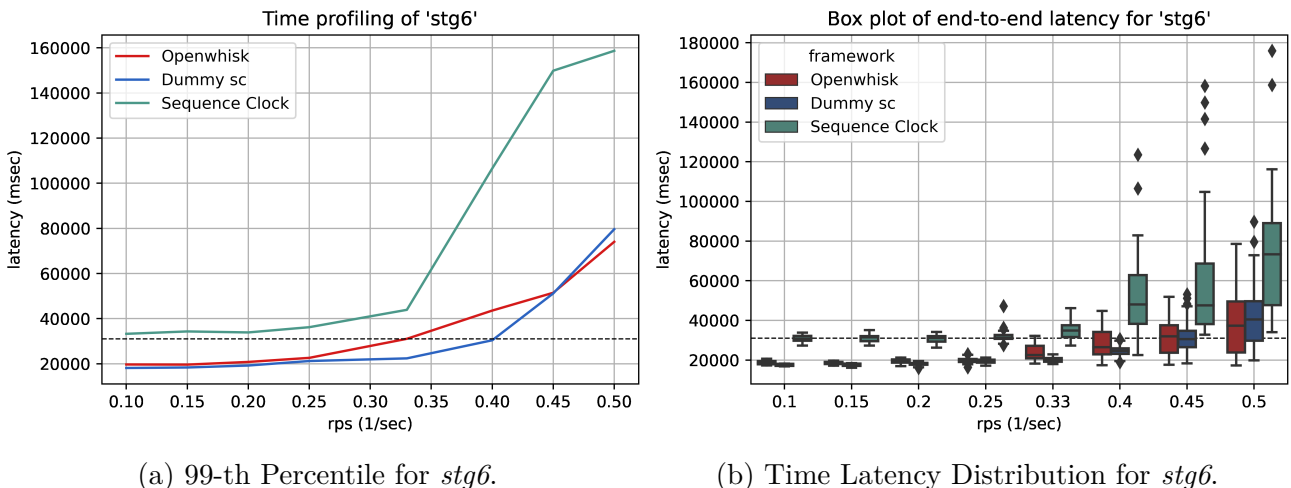 Time profiling of 'stg6'
160000
140000
120000
100000
80000
60000
40000
20000
latency (msec)
Openwhisk
Dummy sc
Sequence Clock
0.10 0.15 0.20 0.25 0.30 0.35 0.40 0.45 0.50
rps (1/sec)
(a) 99-th Percentile for stg6.
Box plot of end-to-end latency for 'stg6'
180000
160000
140000
120000
100000
80000
60000
40000
20000
latency (msec)
framework
Openwhisk
Dummy sc
Sequence Clock
0.1 0.15 0.2 0.25 0.33 0.4 0.45 0.5
rps (1/sec)
(b) Time Latency Distribution for stg6.